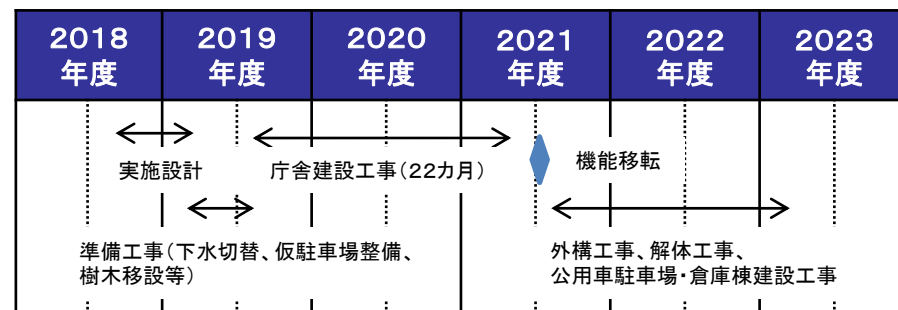 2018
年度
2019
年度
2020
年度
2021
年度
2022
年度
2023
年度
実施設計
庁舎建設工事(22カ月)
機能移転
準備工事(下水切替、仮駐車場整備、
樹木移設等)
外構工事、解体工事、
公用車駐車場・倉庫棟建設工事